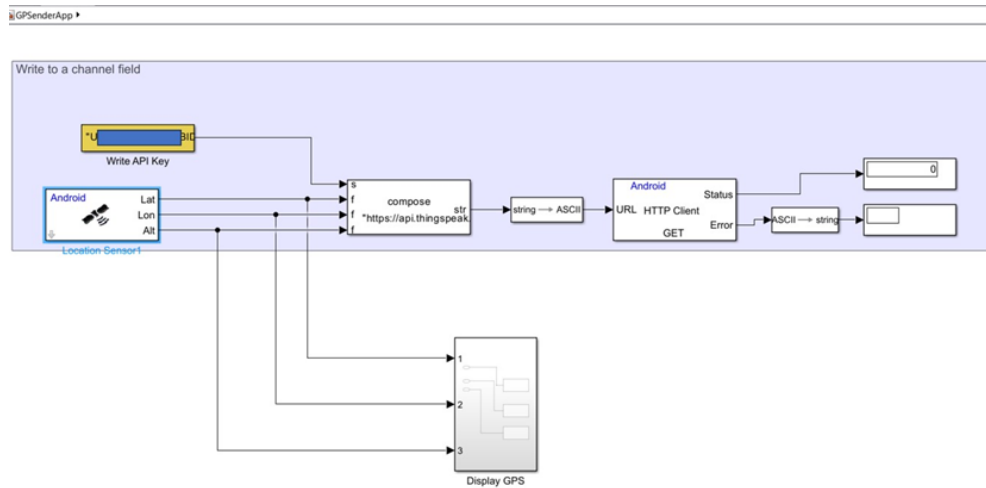 GPSenderApp
Write to a channel field
"U BID
Write API Key
Android
Lat
Lon
Alt
Location Sensor1
s
f
f
f
compose
"https://api.thingspeak.
str
string → ASCII
Android
URL HTTP Client
GET
Status
Error
0
ASCII → string
1
2
3
Display GPS